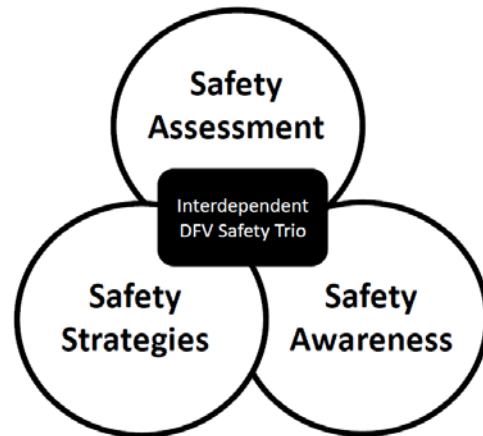 Safety
Assessment
Interdependent
DFV Safety Trio
Safety
Strategies
Safety
Awareness